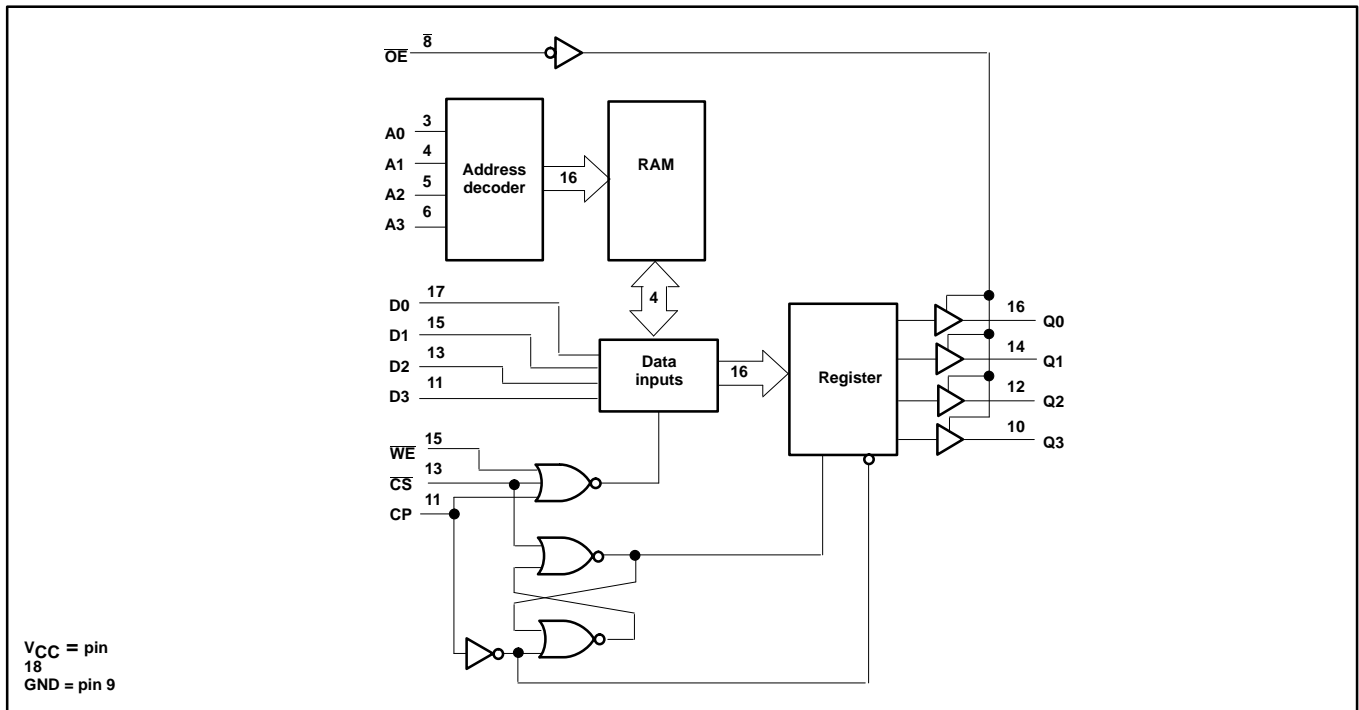 OE 8
A0 3
A1 4
A2 5
A3 6
Address
decoder
16
RAM
4
D0 17
D1 15
D2 13
D3 11
Data
inputs
16
Register
16 Q0
14 Q1
12 Q2
10 Q3
WE 15
CS 13
CP 11
VCC = pin
18
GND = pin 9